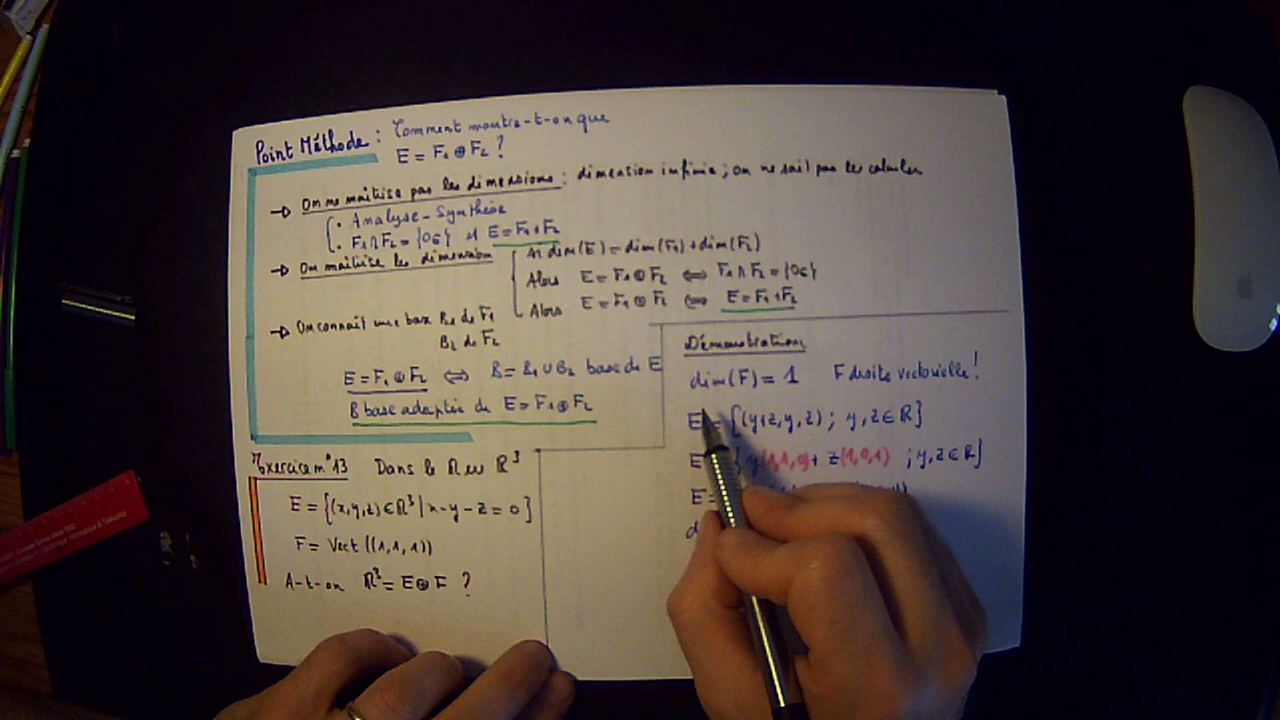 Point Méthode : Comment montre-t-on que
E = F₁ ⊕ F₂ ?
→ On ne maîtrise pas les dimensions : dimension infinie ; on ne sait pas les calculer
• Analyse-Synthèse
• F₁ ∩ F₂ = {0E} et E = F₁ + F₂
→ On maîtrise les dimension
Si dim(E) = dim(F₁) + dim(F₂)
Alors E = F₁ ⊕ F₂ ⇔ F₁ ∩ F₂ = {0E}
Alors E = F₁ ⊕ F₂ ⇔ E = F₁ + F₂
→ On connaît une base B₁ de F₁
B₂ de F₂
E = F₁ ⊕ F₂ ⇔ B = B₁ ∪ B₂ base de E
B base adaptée de E = F₁ ⊕ F₂
Exercice n°13 Dans le R ev R³
E = {(x,y,z) ∈ R³ | x - y - z = 0}
F = Vect ((1,1,1))
A-t-on R³ = E ⊕ F ?
Démonstration
dim(F) = 1 F droite vectorielle !
E = {(y+z, y, z) ; y, z ∈ R}
E { y(1,1,0) + z(1,0,1) ; y, z ∈ R}
E =
d